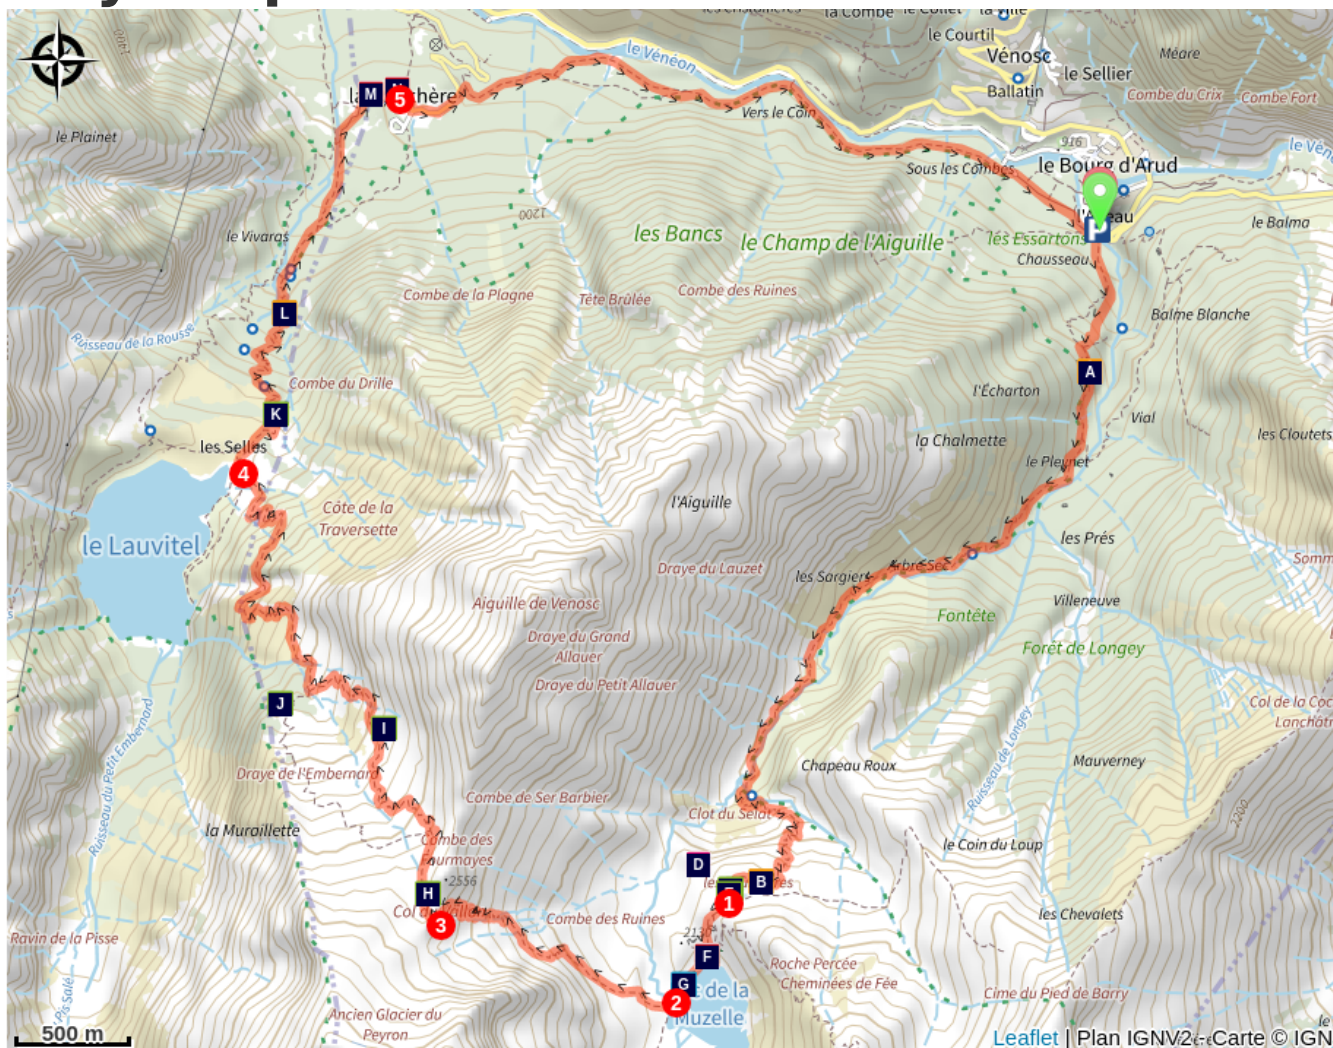 le Collet
la Combe
le Courtil
Vénosc
Méare
le Vénéon
le Sellier
Ballatin
Combe du Crix
Combe Fort
M
5
Vers le Coin
le Plainet
916
le Bourg d'Arud
Sous les Combes
P
1200
le Vivaras
les Bancs
le Champ de l'Aiguille
les Essartons
le Balma
Chousseau
Combe de la Plagne
Tête Brûlée
Combe des Ruines
L
Balme Blanche
Ruisseau de la Rousse
A
Combe du Drille
l'Écharton
K
Vial
les Selles
la Chalmette
les Cloutets
le Pleynet
4
Côte de la
Traversette
l'Aiguille
le Lauvitel
les Prés
Draye du Lauzet
Arbre Sec
les Sargiers
Villeneuve
Aiguille de Venosc
Fontête
Draye du Grand
Allauer
Forêt de Longey
Draye du Petit Allauer
J
Col de la Coc
I
Ruisseau du Petit Embernard
Ruisseau de Longey
Chapeau Roux
Mauverney
Draye de l'Embernard
Combe de Ser Barbier
Clot du Selat
2200
la Muraillette
le Coin du Loup
D
B
2556
H
1
3
Combe des Ruines
les Chevalets
Ravin de la Pisse
F
Roche Percée
Cheminées de Fée
G
2
de la
Muzelle
Cime du Pied de Barry
Ancien Glacier du
Peyron
500 m
Leaflet | Plan IGNV2 - Carte © IGN